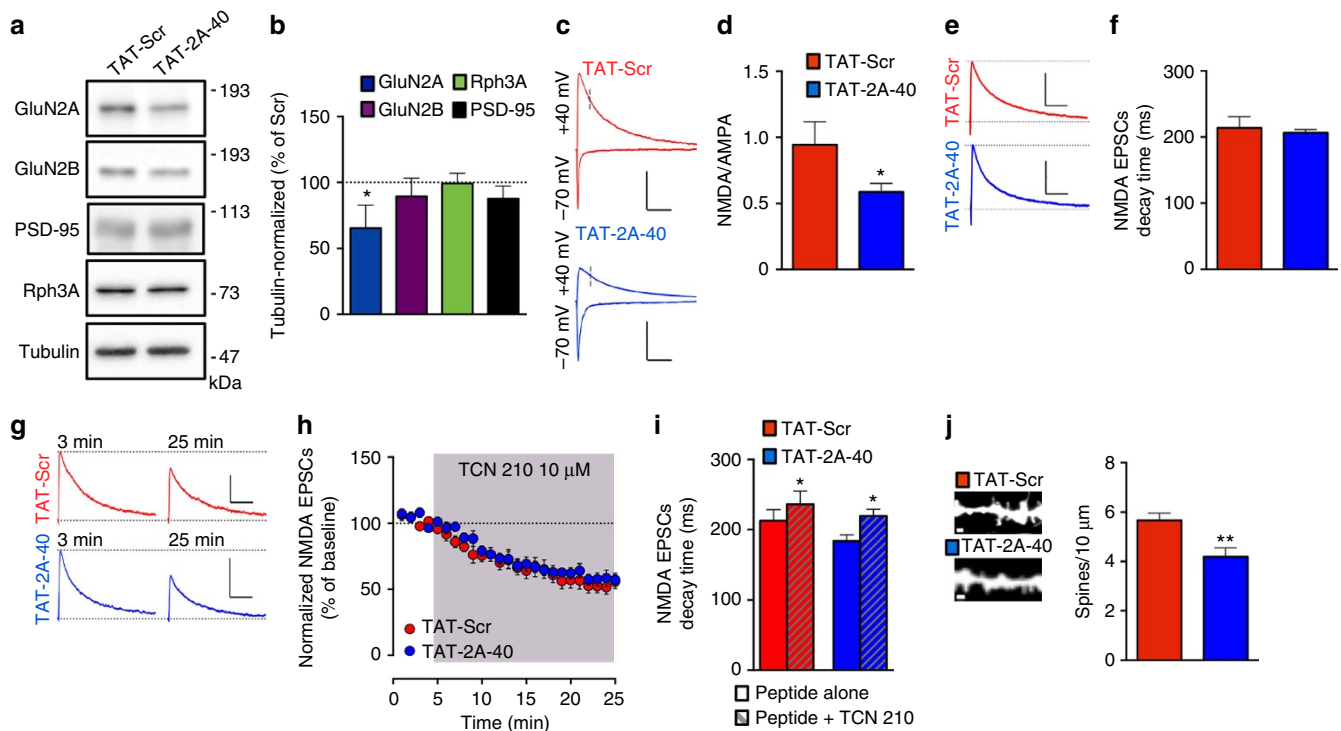 a
TAT-Scr
TAT-2A-40
GluN2A
GluN2B
PSD-95
Rph3A
Tubulin
-193
-193
-113
-73
-47
kDa
b
GluN2A
Rph3A
GluN2B
PSD-95
Tubulin-normalized (% of Scr)
150
100
50
0
*
c
TAT-Scr
+40 mV
−70 mV
TAT-2A-40
+40 mV
−70 mV
d
TAT-Scr
TAT-2A-40
NMDA/AMPA
1.5
1.0
0.5
0
*
e
TAT-Scr
TAT-2A-40
f
NMDA EPSCs
decay time (ms)
300
200
100
0
g
3 min
25 min
TAT-Scr
3 min
25 min
TAT-2A-40
h
Normalized NMDA EPSCs
(% of baseline)
150
100
50
150
TCN 210 10 μM
TAT-Scr
TAT-2A-40
0 5 10 15 20 25
Time (min)
i
TAT-Scr
TAT-2A-40
NMDA EPSCs
decay time (ms)
300
200
100
0
*
*
Peptide alone
Peptide + TCN 210
j
TAT-Scr
TAT-2A-40
Spines/10 μm
8
6
4
2
0
**